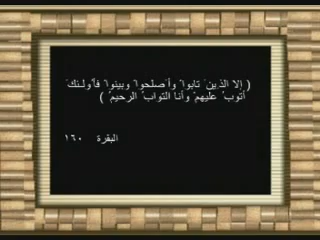 ( إلا الذين تابوا وأصلحوا وبينوا فأولئك
أتوب عليهم وأنا التواب الرحيم )
البقرة ١٦٠